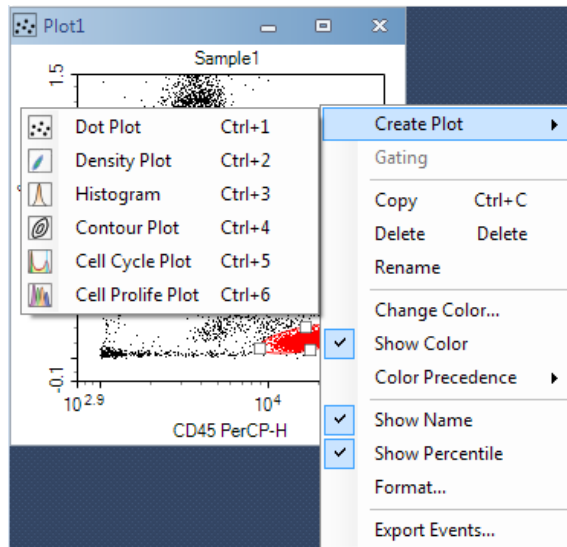 Plot1
Sample1
1.5
Dot Plot Ctrl+1
Density Plot Ctrl+2
Histogram Ctrl+3
Contour Plot Ctrl+4
Cell Cycle Plot Ctrl+5
Cell Prolife Plot Ctrl+6
Create Plot
Gating
Copy Ctrl+C
Delete Delete
Rename
Change Color...
Show Color
Color Precedence
Show Name
Show Percentile
Format...
Export Events...
-0.1
10^2.9 10^4
CD45 PerCP-H